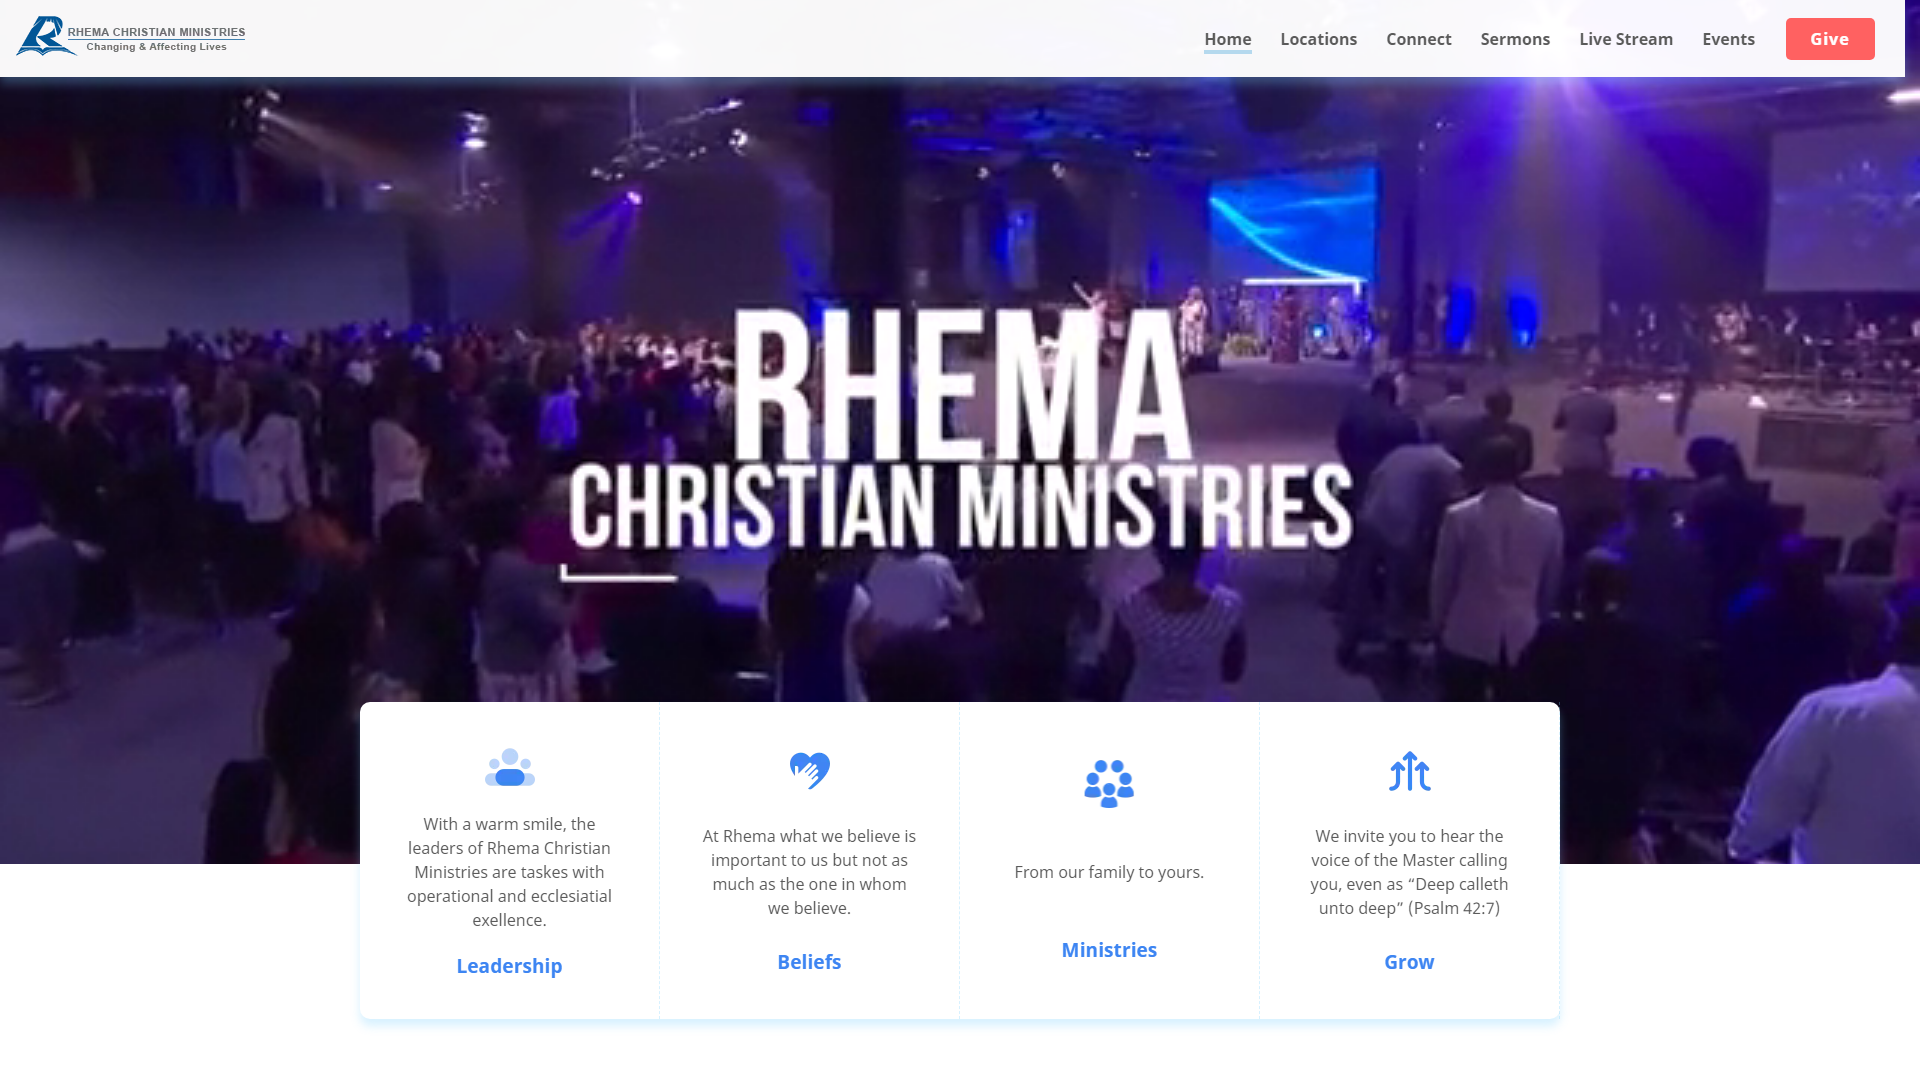 RHEMA CHRISTIAN MINISTRIES
Changing & Affecting Lives
Home
Locations
Connect
Sermons
Live Stream
Events
Give
RHEMA
CHRISTIAN MINISTRIES
With a warm smile, the
leaders of Rhema Christian
Ministries are taskes with
operational and ecclesiatial
exellence.
Leadership
At Rhema what we believe is
important to us but not as
much as the one in whom
we believe.
Beliefs
From our family to yours.
Ministries
We invite you to hear the
voice of the Master calling
you, even as “Deep calleth
unto deep” (Psalm 42:7)
Grow